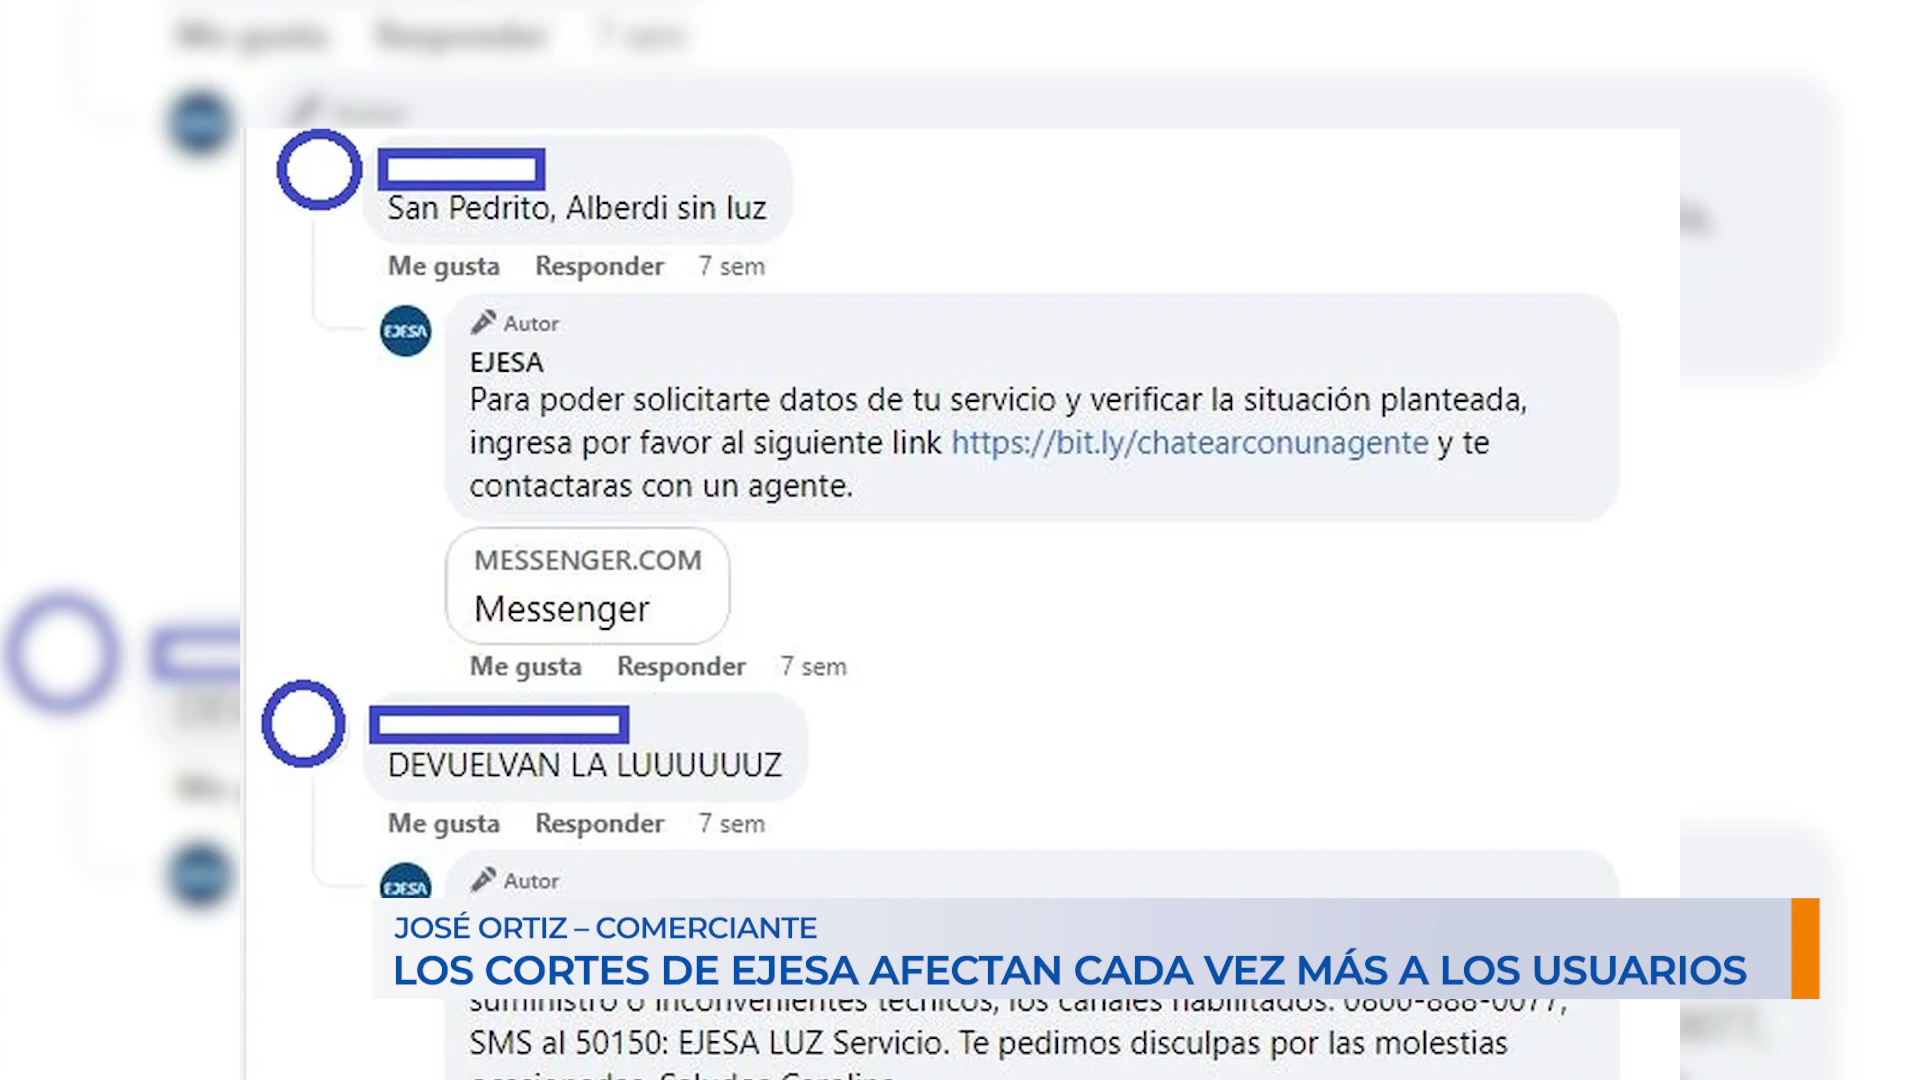 Me gusta Responder 7 sem
Autor
San Pedrito, Alberdi sin luz
Me gusta Responder 7 sem
EJESA
Autor
EJESA
Para poder solicitarte datos de tu servicio y verificar la situación planteada,
ingresa por favor al siguiente link https://bit.ly/chatearconunagente y te
contactaras con un agente.
MESSENGER.COM
Messenger
Me gusta Responder 7 sem
DEVUELVAN LA LUUUUUUZ
Me gusta Responder 7 sem
EJESA
Autor
JOSÉ ORTIZ – COMERCIANTE
LOS CORTES DE EJESA AFECTAN CADA VEZ MÁS A LOS USUARIOS
suministro o inconvenientes técnicos, los canales habilitados: 0800-888-0077,
SMS al 50150: EJESA LUZ Servicio. Te pedimos disculpas por las molestias